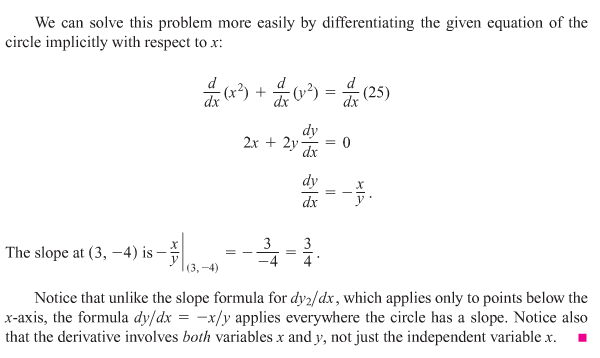 We can solve this problem more easily by differentiating the given equation of the
circle implicitly with respect to x:
d/dx (x²) + d/dx (y²) = d/dx (25)
2x + 2y dy/dx = 0
dy/dx = −x/y.
The slope at (3, −4) is −x/y|(3, −4) = −3/−4 = 3/4.
Notice that unlike the slope formula for dy₂/dx, which applies only to points below the
x-axis, the formula dy/dx = −x/y applies everywhere the circle has a slope. Notice also
that the derivative involves both variables x and y, not just the independent variable x.